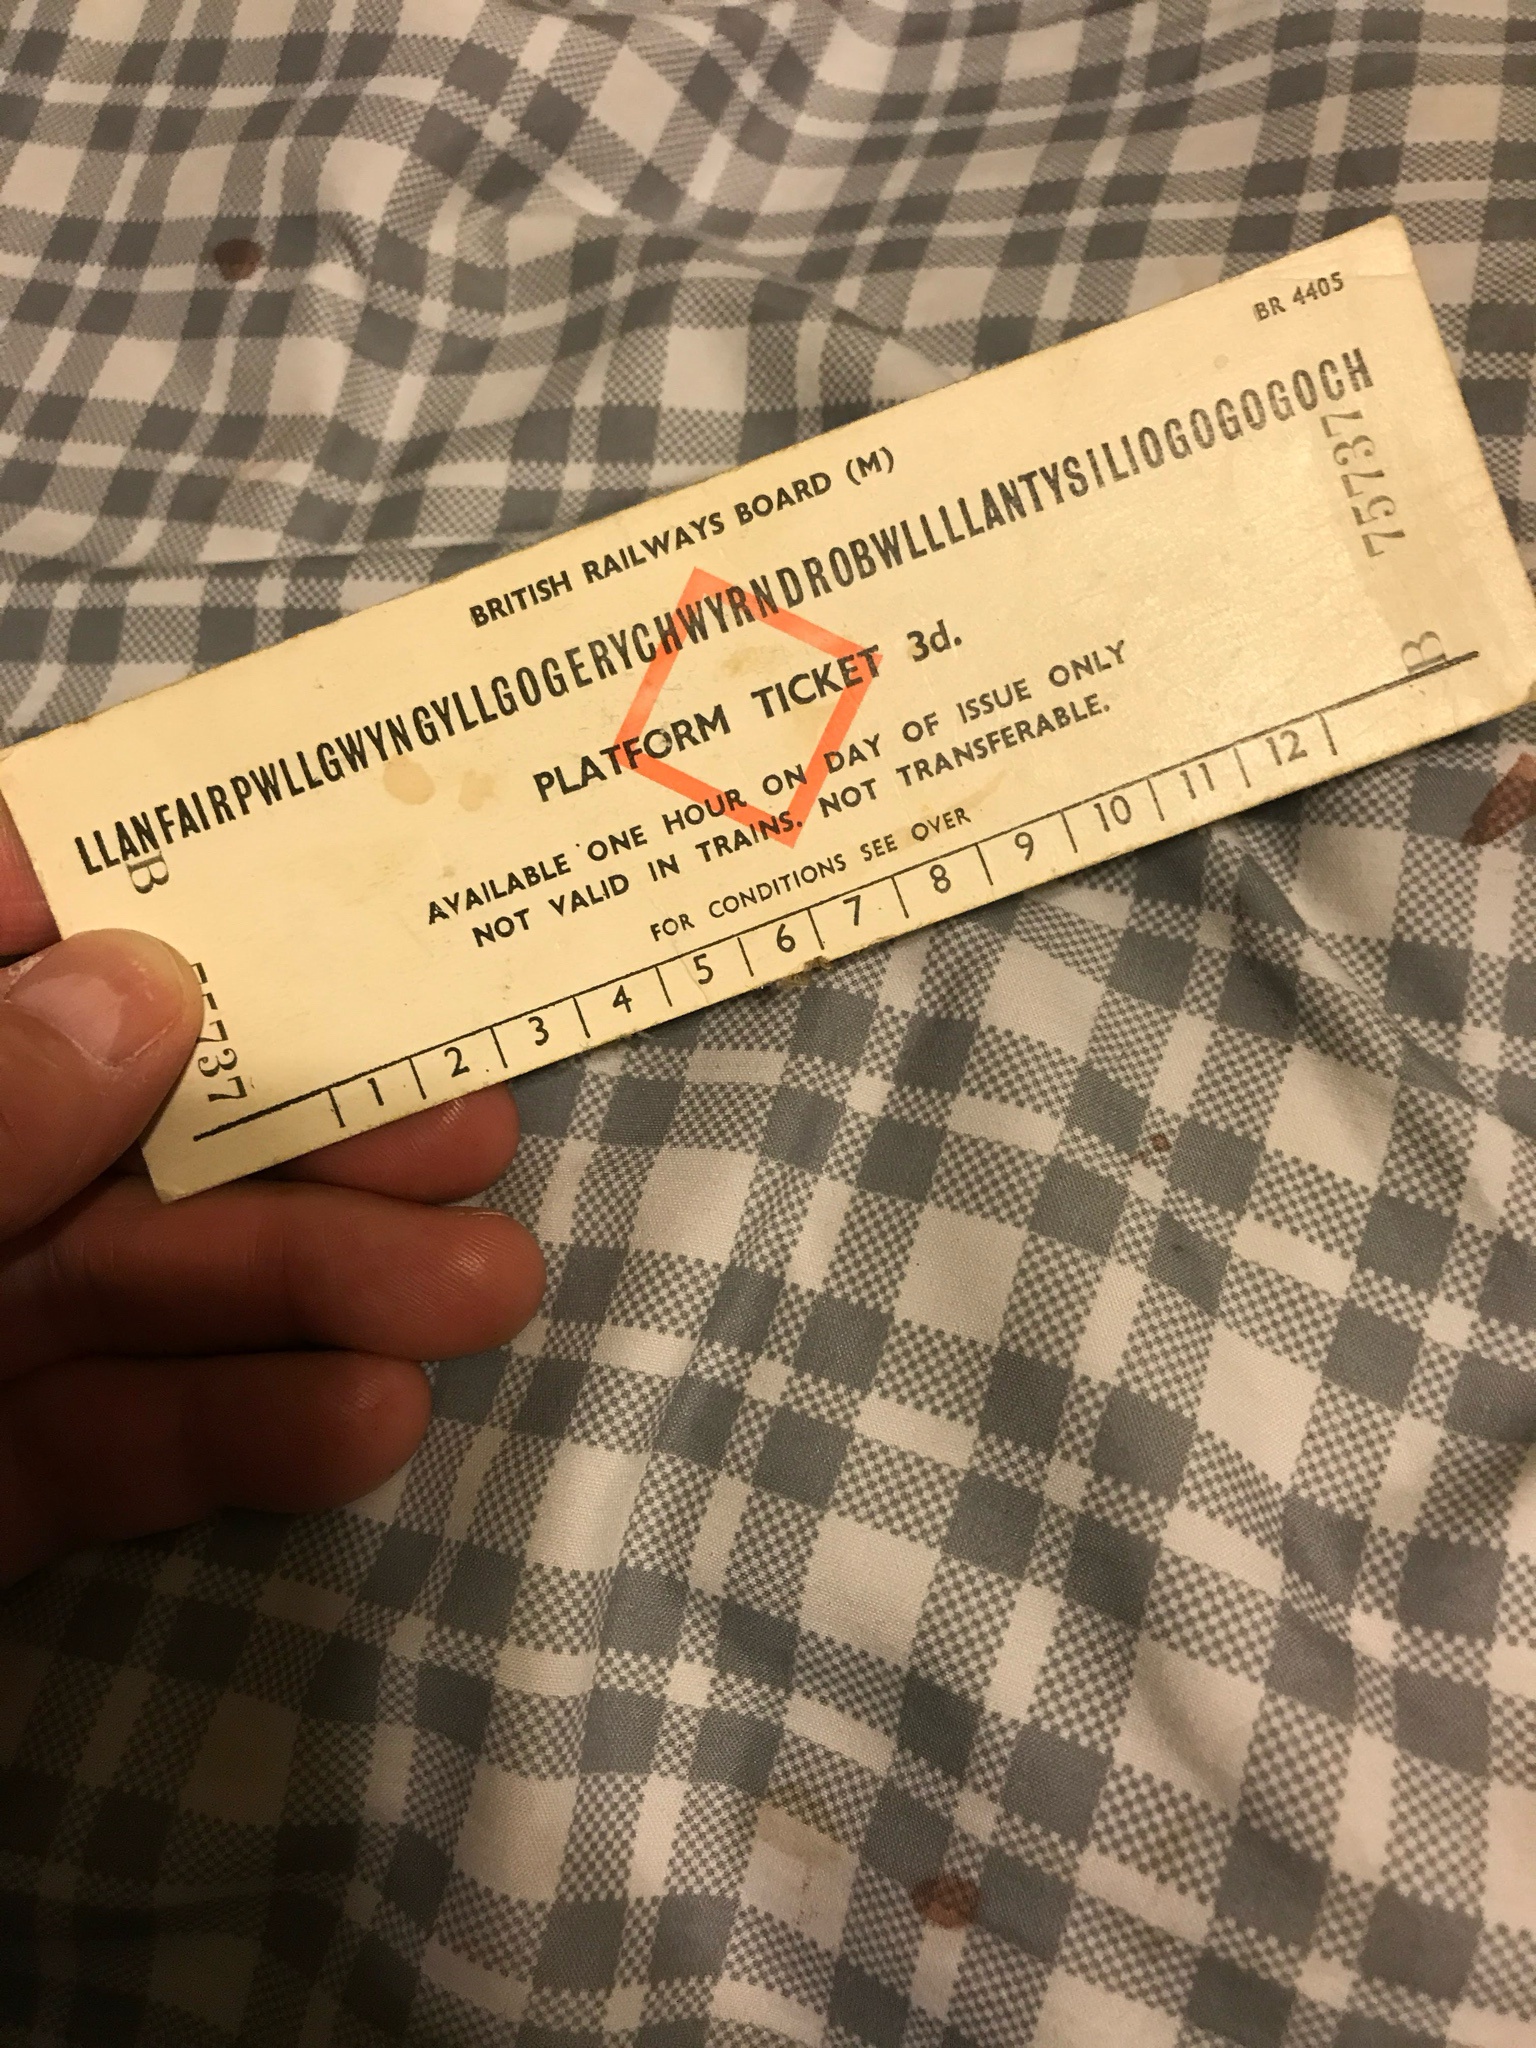 BR 4405
BRITISH RAILWAYS BOARD (M)
LLANFAIRPWLLGWYNGYLLGOGERYCHWYRNDROBWLLLLANTYSILIOGOGOGOCH
PLATFORM TICKET 3d.
AVAILABLE ONE HOUR ON DAY OF ISSUE ONLY
NOT VALID IN TRAINS. NOT TRANSFERABLE.
FOR CONDITIONS SEE OVER
1 2 3 4 5 6 7 8 9 10 11 12
B
B
75737